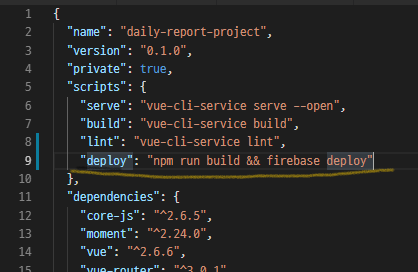 1 {
2 "name": "daily-report-project",
3 "version": "0.1.0",
4 "private": true,
5 "scripts": {
6 "serve": "vue-cli-service serve --open",
7 "build": "vue-cli-service build",
8 "lint": "vue-cli-service lint",
9 "deploy": "npm run build && firebase deploy"
10 },
11 "dependencies": {
12 "core-js": "^2.6.5",
13 "moment": "^2.24.0",
14 "vue": "^2.6.6",
15 "vue-router": "^3.0.1"